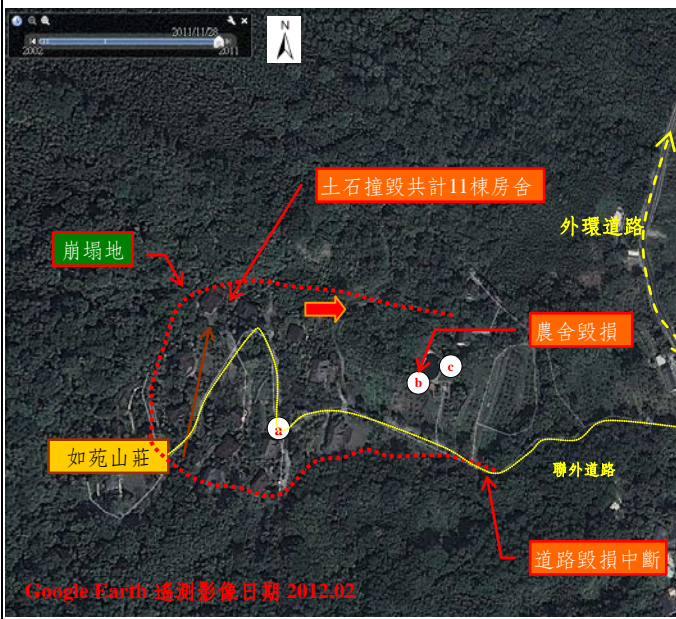 2011/11/28
2002
2011
N
土石撞毀共計11棟房舍
外環道路
崩塌地
農舍毀損
c
b
a
如苑山莊
聯外道路
道路毀損中斷
Google Earth 遙測影像日期 2012.02